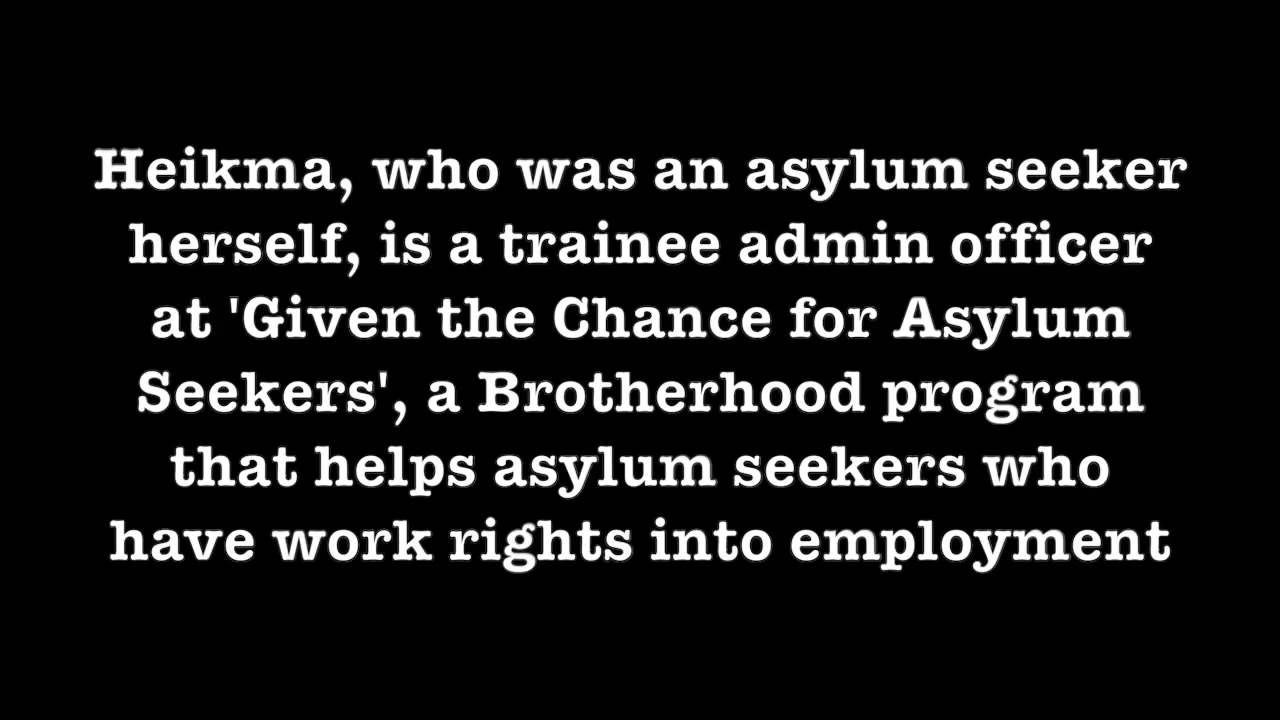 Heikma, who was an asylum seeker
herself, is a trainee admin officer
at 'Given the Chance for Asylum
Seekers', a Brotherhood program
that helps asylum seekers who
have work rights into employment